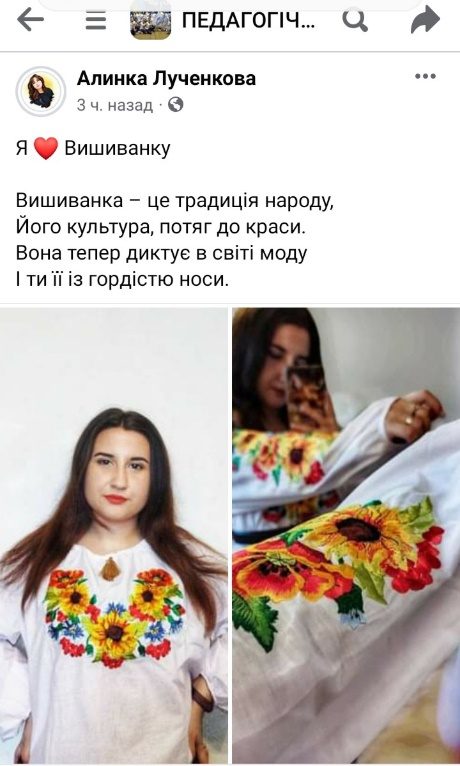 ПЕДАГОГІЧ...
Алинка Лученкова
3 ч. назад
Я ❤️ Вишиванку
Вишиванка – це традиція народу,
Його культура, потяг до краси.
Вона тепер диктує в світі моду
І ти її із гордістю носи.